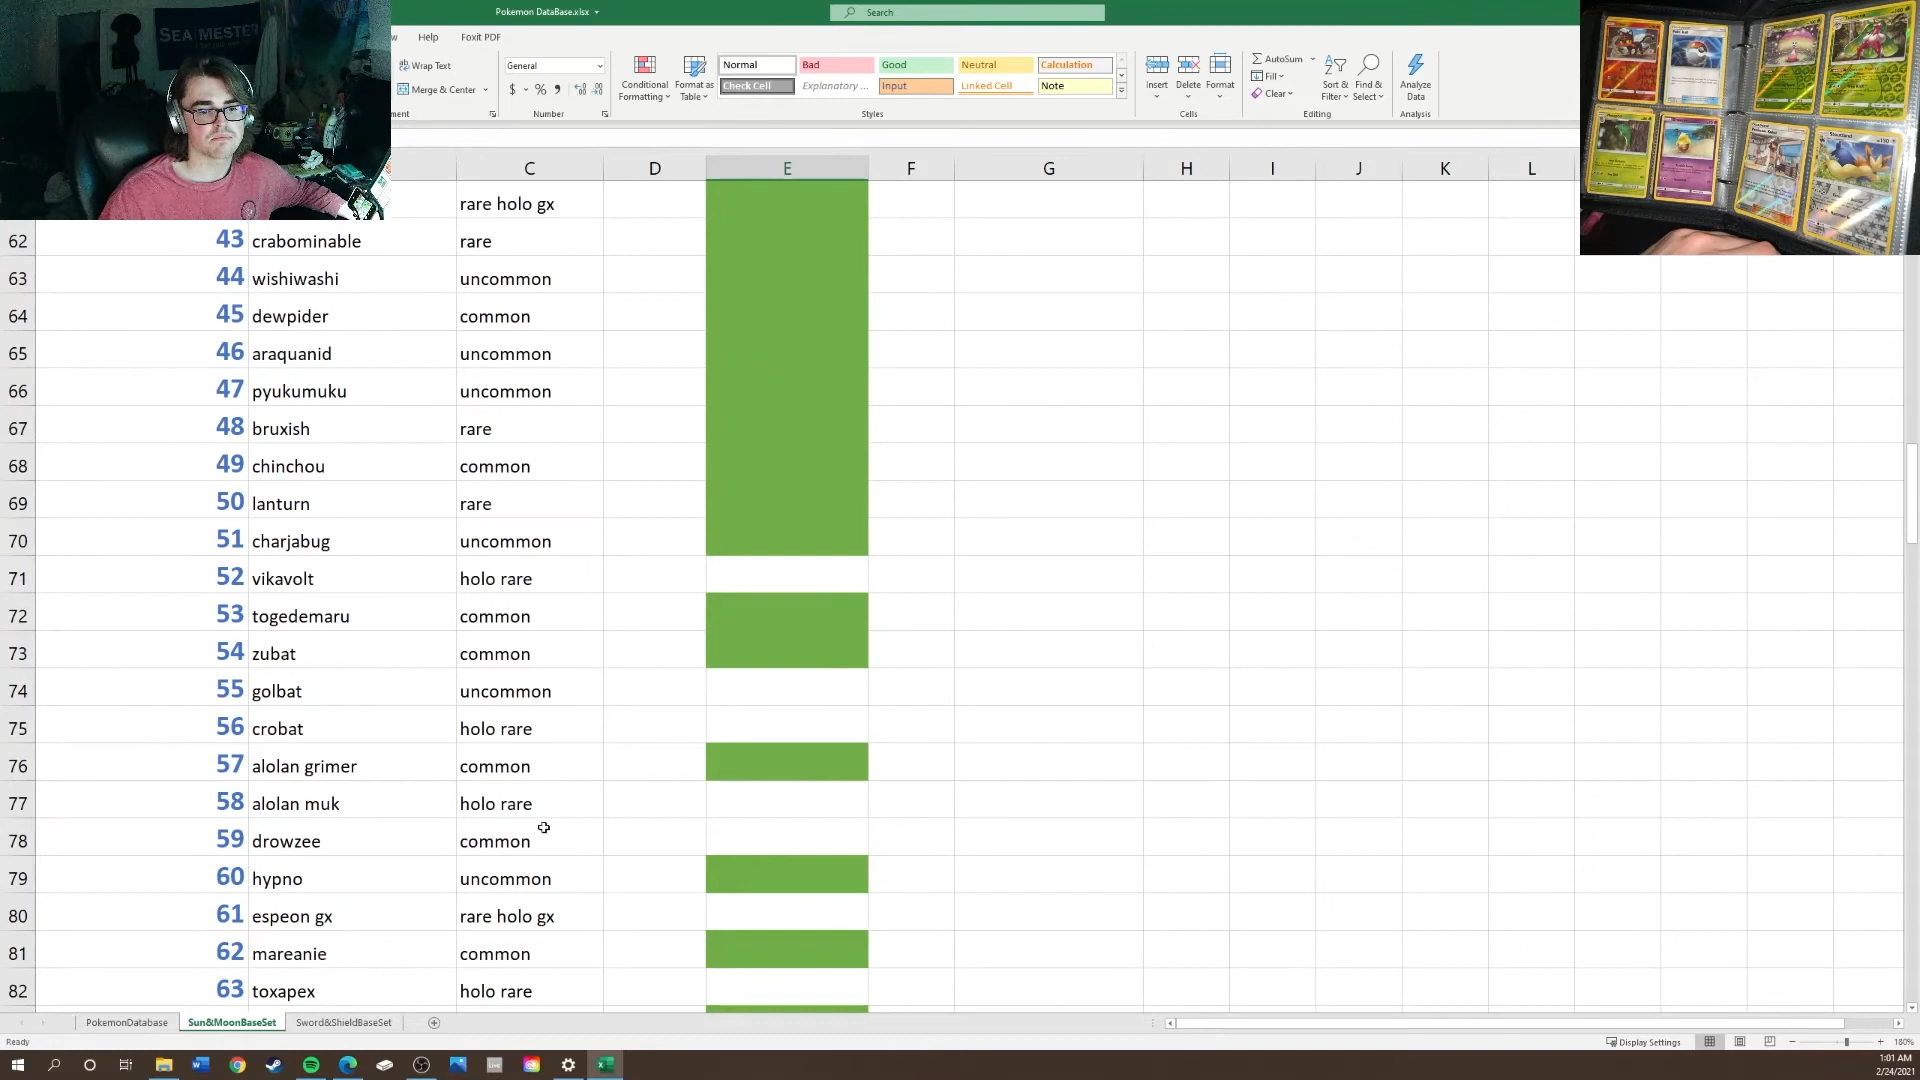 Pokemon DataBase.xlsx
Search
SEA MESTER
Help Foxit PDF
Wrap Text
Merge & Center
General
$ % ,
Number
Conditional Formatting
Format as Table
Normal Bad Good Neutral Calculation
Check Cell Explanatory ... Input Linked Cell Note
Styles
Insert Delete Format
Cells
AutoSum
Fill
Clear
Sort & Filter
Find & Select
Editing
Analyze Data
Analysis
C D E F G H I J K L
rare holo gx
62 43 crabominable rare
63 44 wishiwashi uncommon
64 45 dewpider common
65 46 araquanid uncommon
66 47 pyukumuku uncommon
67 48 bruxish rare
68 49 chinchou common
69 50 lanturn rare
70 51 charjabug uncommon
71 52 vikavolt holo rare
72 53 togedemaru common
73 54 zubat common
74 55 golbat uncommon
75 56 crobat holo rare
76 57 alolan grimer common
77 58 alolan muk holo rare
78 59 drowzee common
79 60 hypno uncommon
80 61 espeon gx rare holo gx
81 62 mareanie common
82 63 toxapex holo rare
PokemonDatabase Sun&MoonBaseSet Sword&ShieldBaseSet
Ready
Display Settings
180%
1:01 AM
2/24/2021